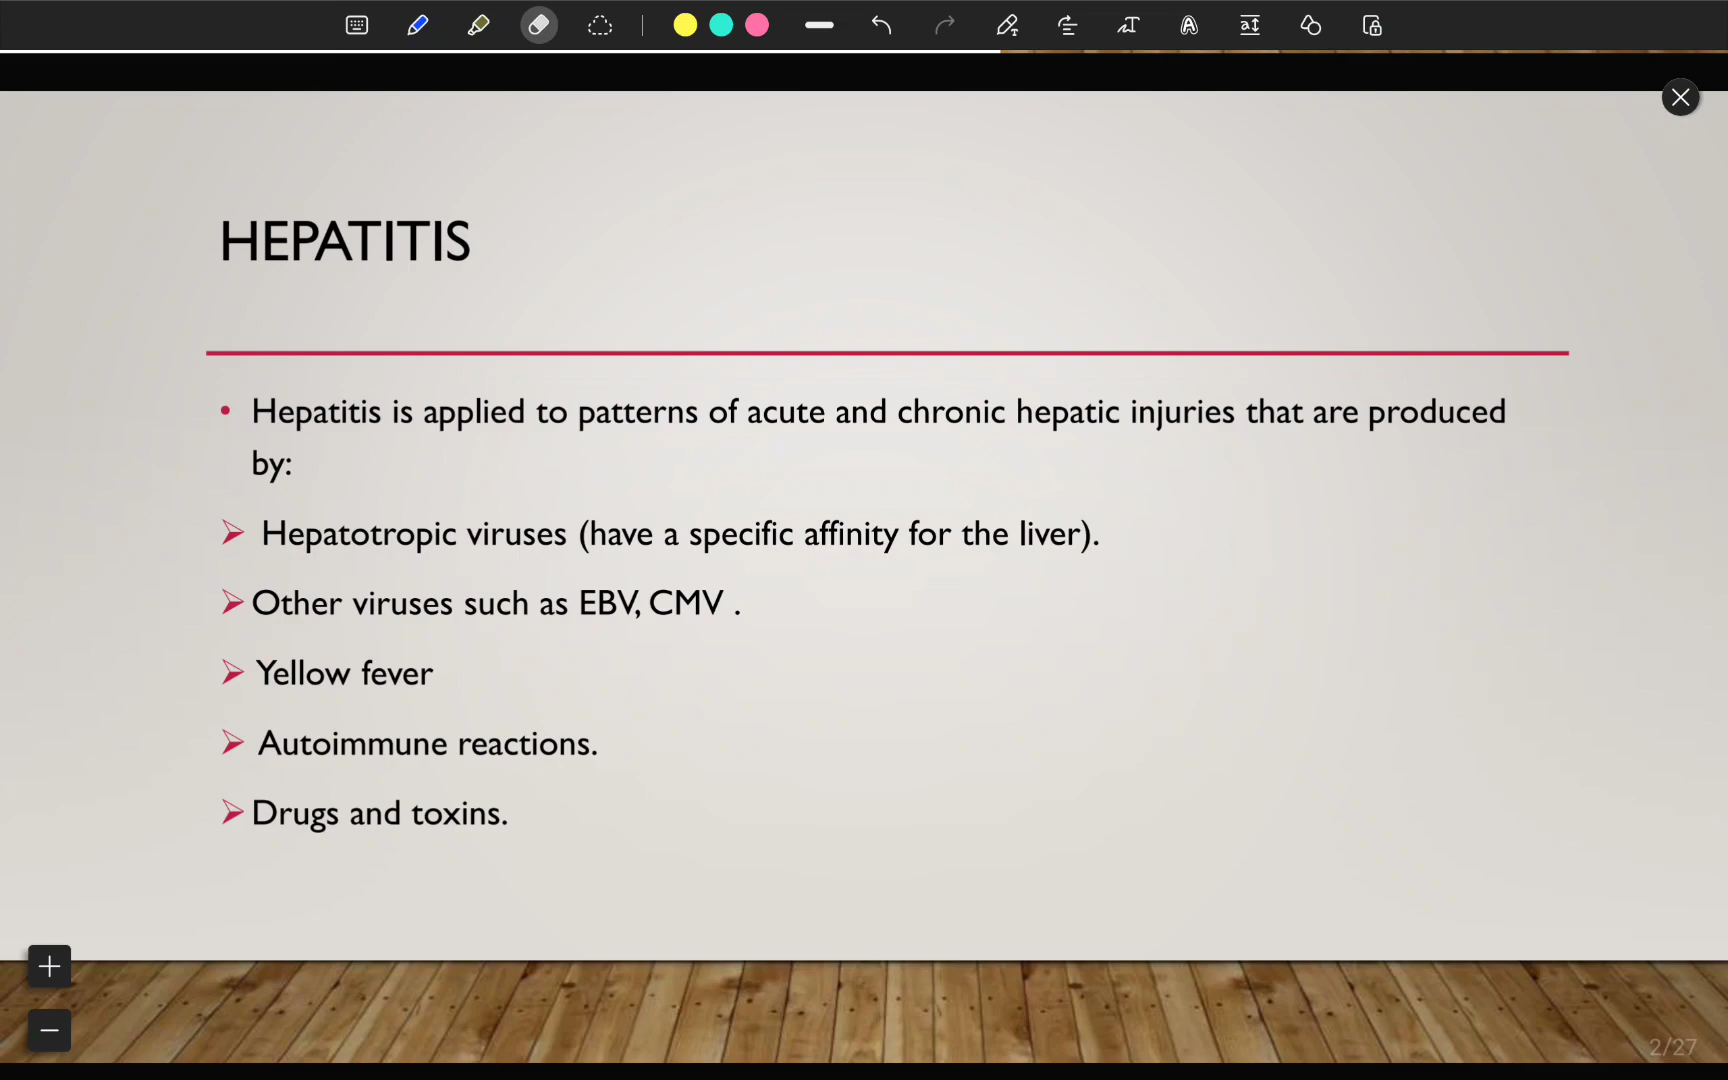 HEPATITIS
• Hepatitis is applied to patterns of acute and chronic hepatic injuries that are produced
by:
➢ Hepatotropic viruses (have a specific affinity for the liver).
➢ Other viruses such as EBV, CMV .
➢ Yellow fever
➢ Autoimmune reactions.
➢ Drugs and toxins.
2/27